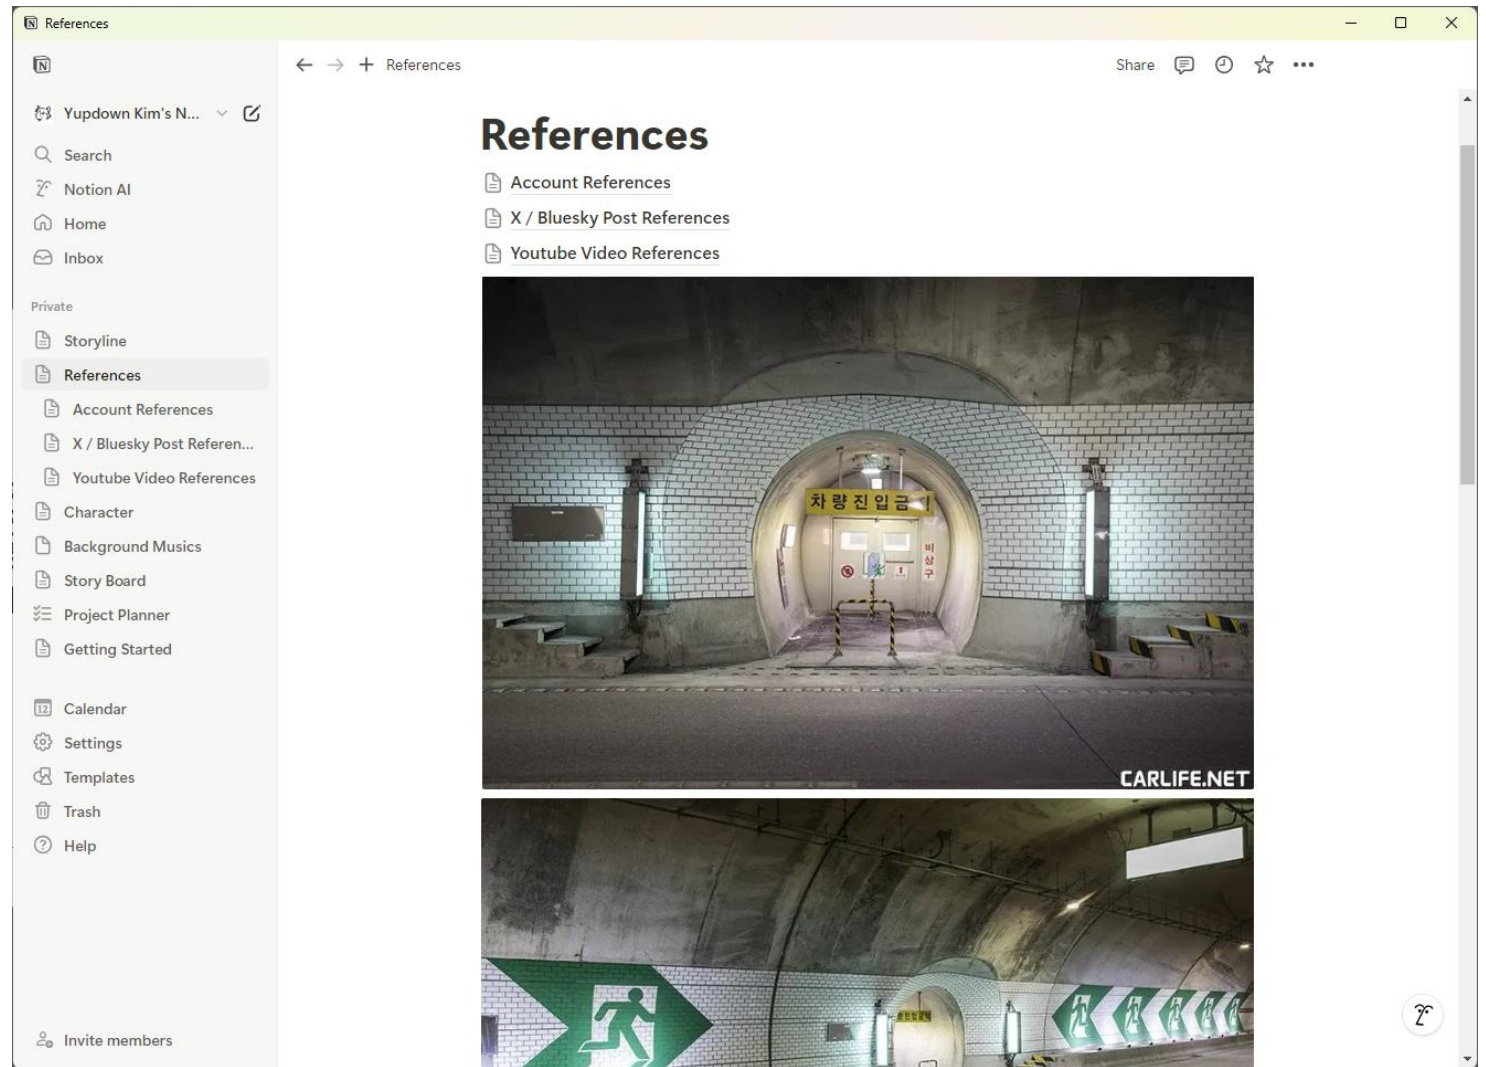 References
References
Share
Yupdown Kim's N...
Search
Notion AI
Home
Inbox
Private
Storyline
References
Account References
X / Bluesky Post Referen...
Youtube Video References
Character
Background Musics
Story Board
Project Planner
Getting Started
12
Calendar
Settings
Templates
Trash
Help
Invite members
References
Account References
X / Bluesky Post References
Youtube Video References
차량진입금지
비상구
CARLIFE.NET